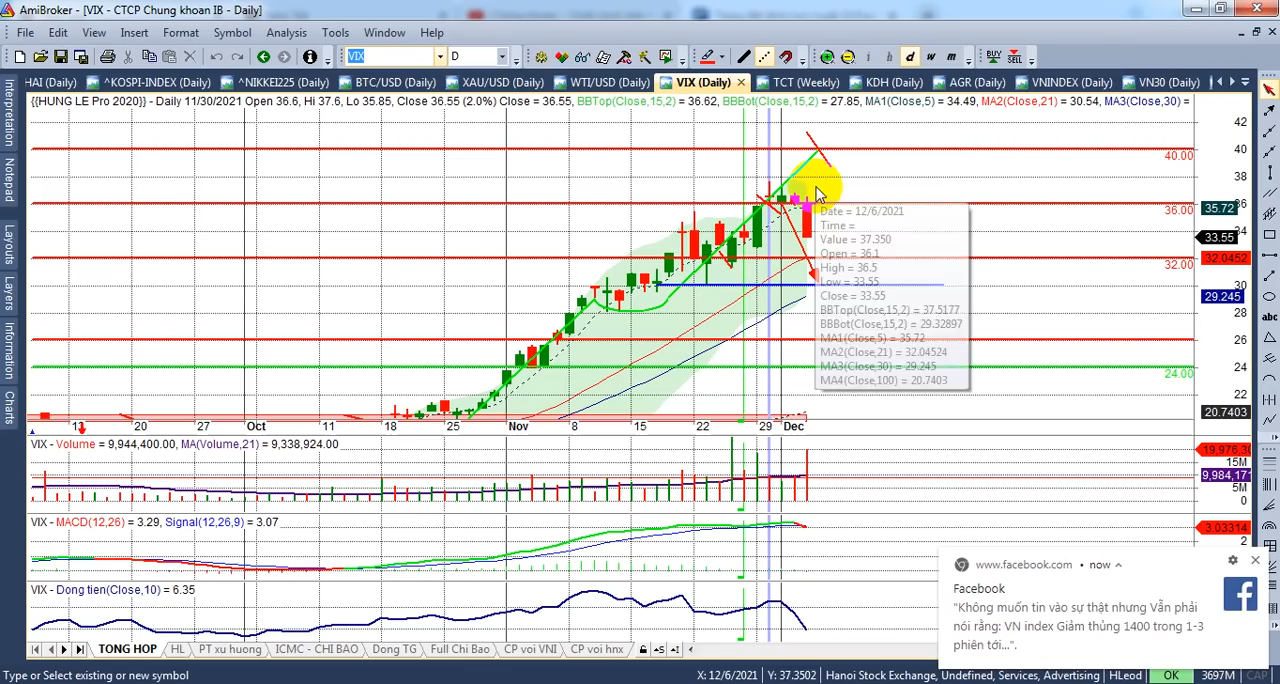 AmiBroker - [VIX - CTCP Chung khoan IB - Daily]
File Edit View Insert Format Symbol Analysis Tools Window Help
VIX D
h i h d w m BUY SELL
HAI (Daily) ^KOSPI-INDEX (Daily) ^NIKKEI225 (Daily) BTC/USD (Daily) XAU/USD (Daily) WTI/USD (Daily) VIX (Daily) TCT (Weekly) KDH (Daily) AGR (Daily) VNINDEX (Daily) VN30 (Daily)
{{HUNG LE Pro 2020}} - Daily 11/30/2021 Open 36.6, Hi 37.6, Lo 35.85, Close 36.55 (2.0%) Close = 36.55, BBTop(Close,15,2) = 36.62, BBBot(Close,15,2) = 27.85, MA1(Close,5) = 34.49, MA2(Close,21) = 30.54, MA3(Close,30) =
Interpretation
Notepad
Layouts
Layers
Information
Charts
42
40
40.00
38
36
36.00
35.72
34
33.55
32.0452
32.00
30
29.245
28
26
24
24.00
22
20.7403
Date = 12/6/2021
Time =
Value = 37.350
Open = 36.1
High = 36.5
Low = 33.55
Close = 33.55
BBTop(Close,15,2) = 37.5177
BBBot(Close,15,2) = 29.32897
MA1(Close,5) = 35.72
MA2(Close,21) = 32.04524
MA3(Close,30) = 29.245
MA4(Close,100) = 20.7403
20 27 Oct 11 18 25 Nov 8 15 22 29 Dec
VIX - Volume = 9,944,400.00, MA(Volume,21) = 9,338,924.00
19,976,30
15M
9,984,171
5M
0
VIX - MACD(12,26) = 3.29, Signal(12,26,9) = 3.07
3.03314
2
VIX - Dong tien(Close,10) = 6.35
www.facebook.com • now
Facebook
"Không muốn tin vào sự thật nhưng Vẫn phải
nói rằng: VN index Giảm thủng 1400 trong 1-3
phiên tới...".
TONG HOP HL PT xu huong ICMC - CHI BAO Dong TG Full Chi Bao CP voi VNI CP voi hnx
Type or Select existing or new symbol X: 12/6/2021 Y: 37.3502 Hanoi Stock Exchange, Undefined, Services, Advertising HLeod OK 3697M CAP